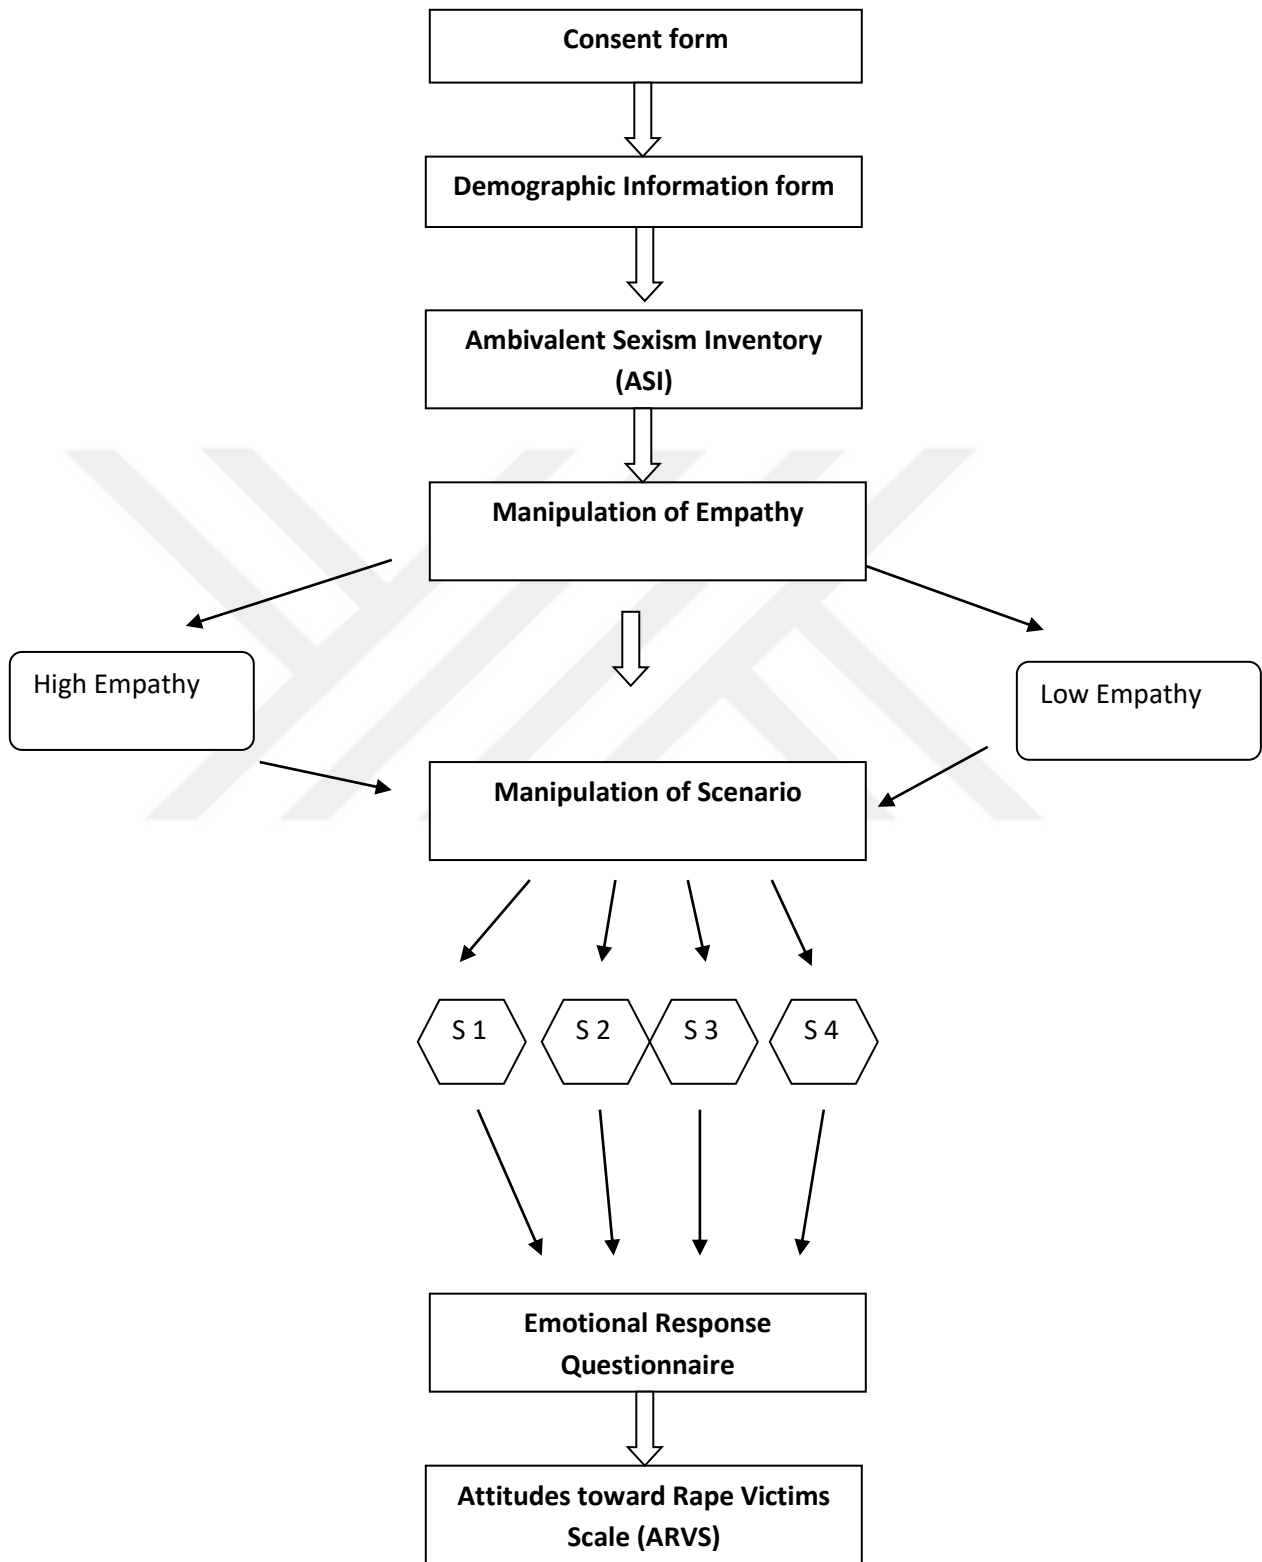 Consent form
Demographic Information form
Ambivalent Sexism Inventory
(ASI)
Manipulation of Empathy
High Empathy
Low Empathy
Manipulation of Scenario
S 1
S 2
S 3
S 4
Emotional Response
Questionnaire
Attitudes toward Rape Victims
Scale (ARVS)